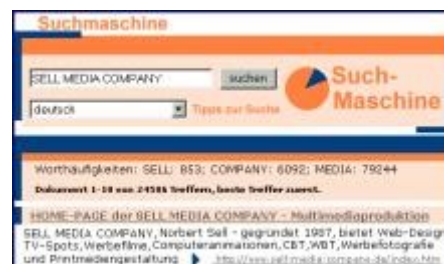 Suchmaschine
SELL MEDIA COMPANY
suchen
Such-
Maschine
deutsch
Tipps zur Suche
Worthäufigkeiten: SELL: 853; COMPANY: 6092; MEDIA: 79244
Dokument 1-10 von 24586 Treffern, beste Treffer zuerst.
HOME-PAGE der SELL MEDIA COMPANY - Multimediaproduktion
SELL MEDIA COMPANY, Norbert Sell - gegründet 1987, bietet Web-Design
TV-Spots, Werbefilme, Computeranimationen, CBT, WBT, Werbefotografie
und Printmediengestaltung